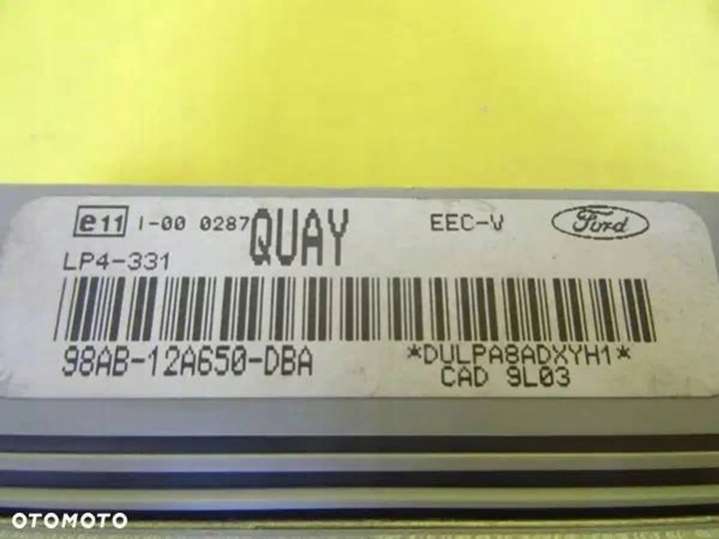 e11 I-00 0287 QUAY EEC-V Ford
LP4-331
98AB-12A650-DBA *DULPA8ADXYH1*
CAD 9L03
OTOMOTO